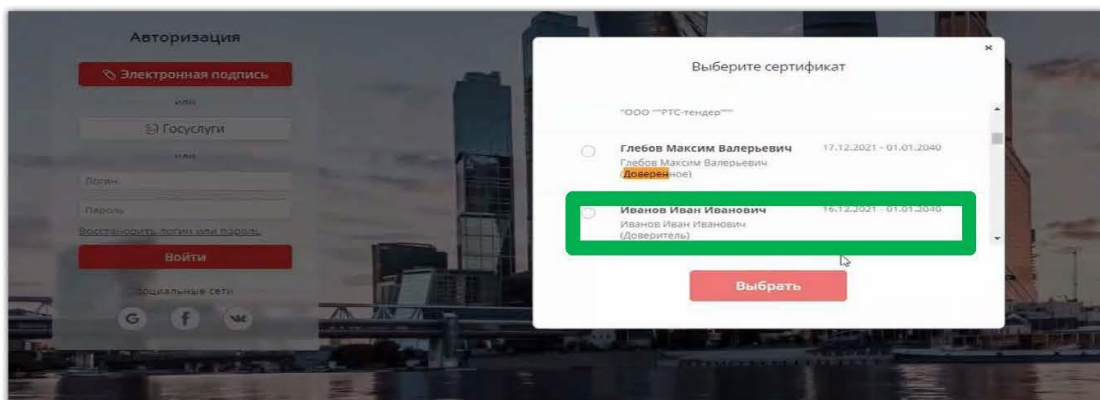 Авторизация
Электронная подпись
или
Госуслуги
или
Логин
Пароль
Восстановить логин или пароль
Войти
Социальные сети
G f
×
Выберите сертификат
"ООО ""РТС-тендер"""
Глебов Максим Валерьевич 17.12.2021 - 01.01.2040
Глебов Максим Валерьевич
(Доверенное)
Иванов Иван Иванович 16.12.2021 - 01.01.2040
Иванов Иван Иванович
(Доверитель)
Выбрать